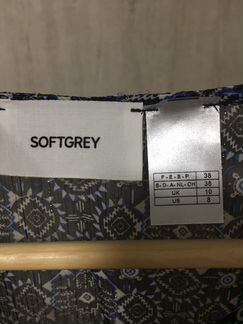 SOFTGREY
F - E - B - P 38
S - D - A - NL - CH 36
UK 10
US 8